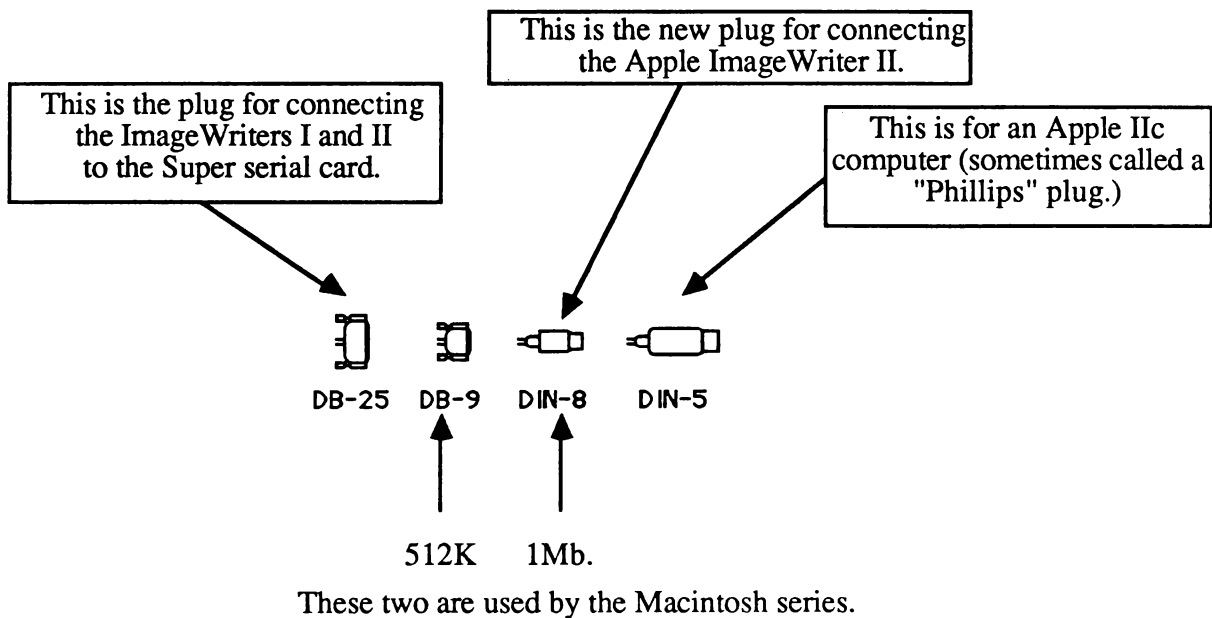 This is the new plug for connecting
the Apple ImageWriter II.
This is the plug for connecting
the ImageWriters I and II
to the Super serial card.
This is for an Apple IIc
computer (sometimes called a
"Phillips" plug.)
DB-25 DB-9 DIN-8 DIN-5
512K 1Mb.
These two are used by the Macintosh series.